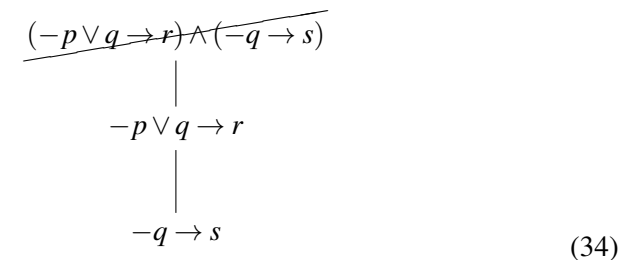 (−p ∨ q → r) ∧ (−q → s)
−p ∨ q → r
−q → s
(34)